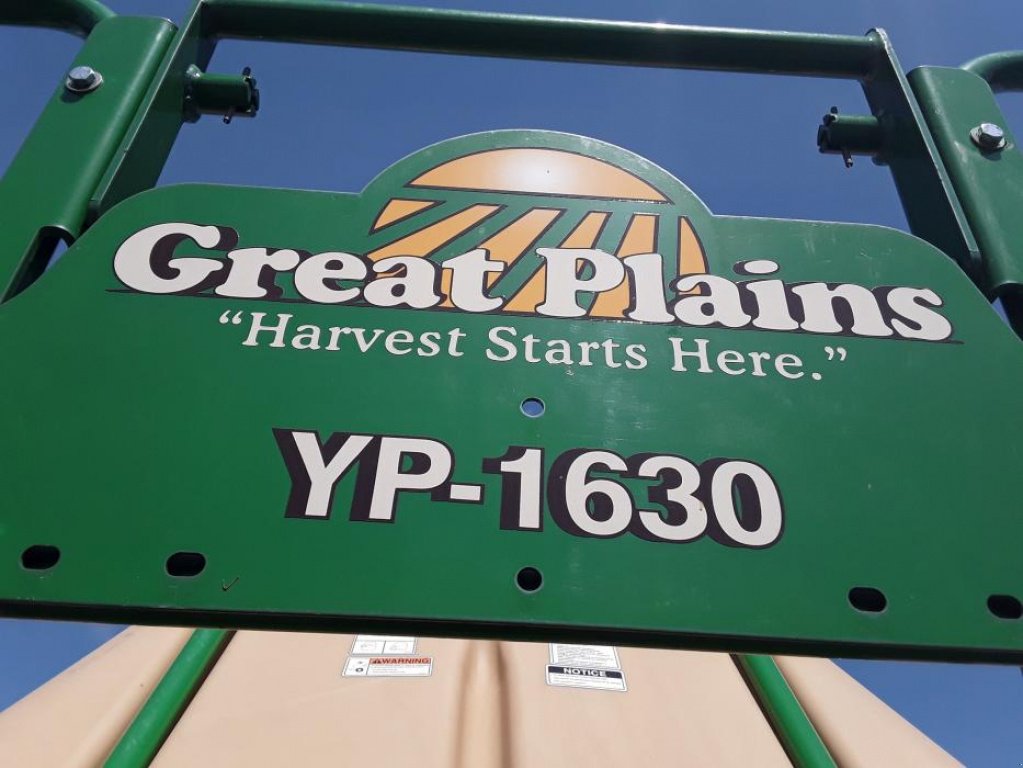 Great Plains
“Harvest Starts Here.”
YP-1630
WARNING
NOTICE